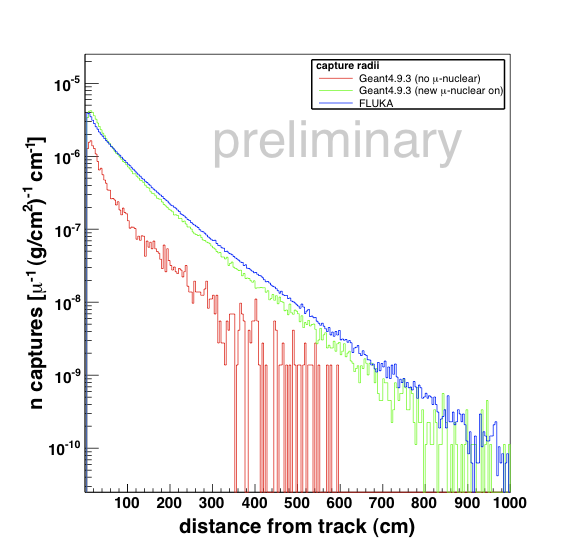 capture radii
Geant4.9.3 (no μ-nuclear)
Geant4.9.3 (new μ-nuclear on)
FLUKA
preliminary
n captures [μ⁻¹ (g/cm²)⁻¹ cm⁻¹]
10⁻⁵
10⁻⁶
10⁻⁷
10⁻⁸
10⁻⁹
10⁻¹⁰
100 200 300 400 500 600 700 800 900 1000
distance from track (cm)